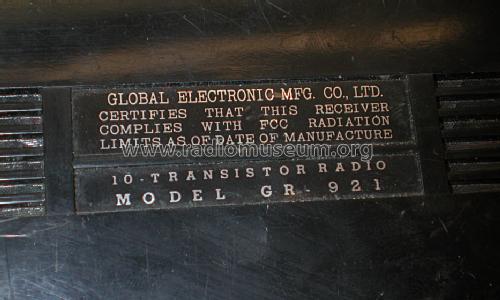 GLOBAL ELECTRONIC MFG. CO., LTD.
CERTIFIES THAT THIS RECEIVER
COMPLIES WITH FCC RADIATION
LIMITS AS OF DATE OF MANUFACTURE
© www.radiomuseum.org
10-TRANSISTOR RADIO
MODEL GR-921